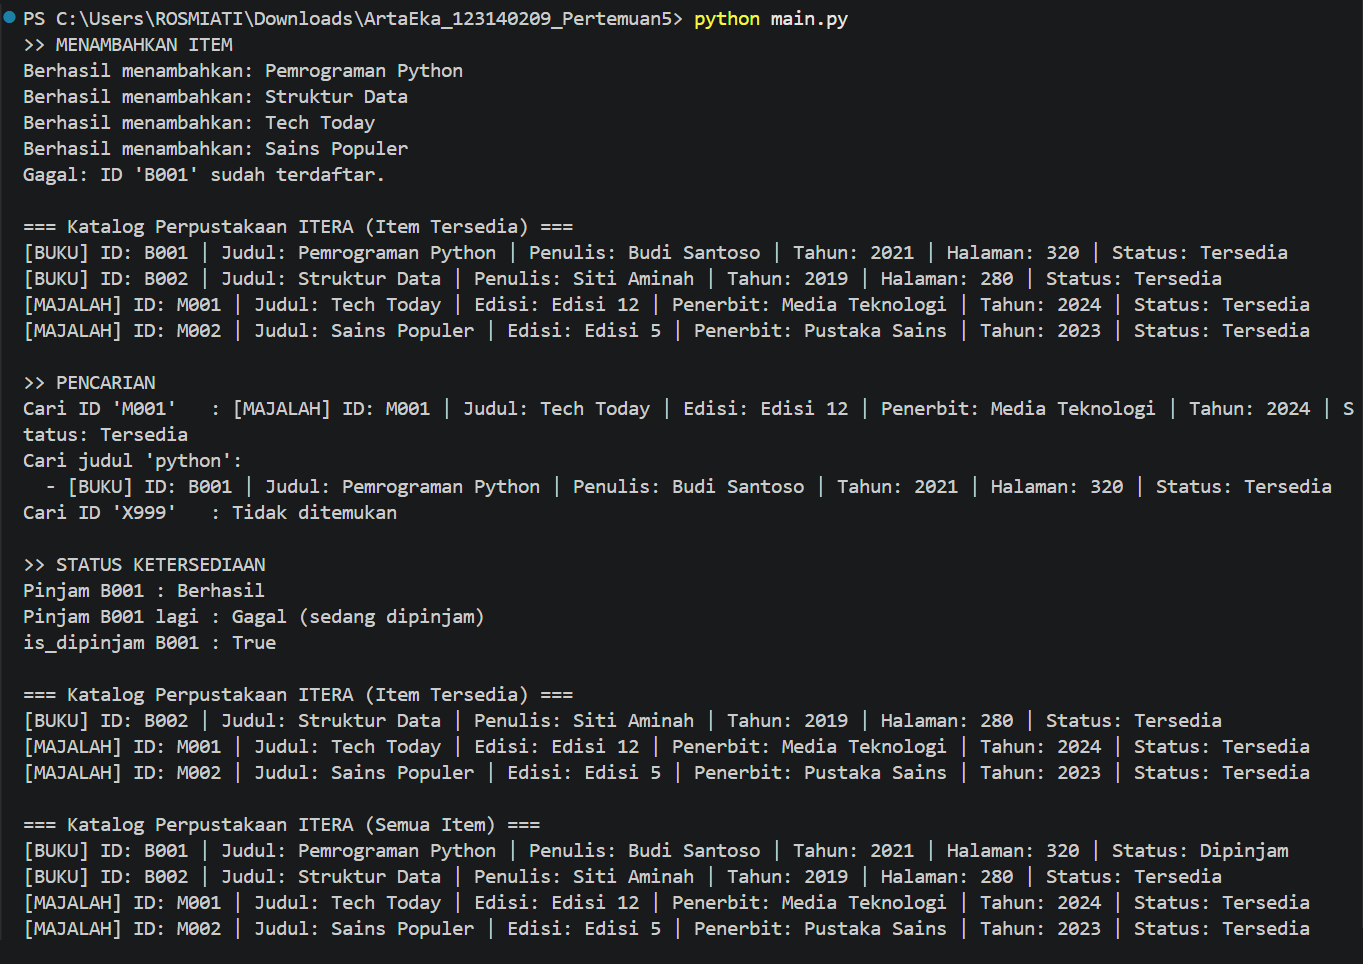 PS C:\Users\ROSMIATI\Downloads\ArtaEka_123140209_Pertemuan5> python main.py
>> MENAMBAHKAN ITEM
Berhasil menambahkan: Pemrograman Python
Berhasil menambahkan: Struktur Data
Berhasil menambahkan: Tech Today
Berhasil menambahkan: Sains Populer
Gagal: ID 'B001' sudah terdaftar.

=== Katalog Perpustakaan ITERA (Item Tersedia) ===
[BUKU] ID: B001 | Judul: Pemrograman Python | Penulis: Budi Santoso | Tahun: 2021 | Halaman: 320 | Status: Tersedia
[BUKU] ID: B002 | Judul: Struktur Data | Penulis: Siti Aminah | Tahun: 2019 | Halaman: 280 | Status: Tersedia
[MAJALAH] ID: M001 | Judul: Tech Today | Edisi: Edisi 12 | Penerbit: Media Teknologi | Tahun: 2024 | Status: Tersedia
[MAJALAH] ID: M002 | Judul: Sains Populer | Edisi: Edisi 5 | Penerbit: Pustaka Sains | Tahun: 2023 | Status: Tersedia

>> PENCARIAN
Cari ID 'M001'   : [MAJALAH] ID: M001 | Judul: Tech Today | Edisi: Edisi 12 | Penerbit: Media Teknologi | Tahun: 2024 | S
tatus: Tersedia
Cari judul 'python':
  - [BUKU] ID: B001 | Judul: Pemrograman Python | Penulis: Budi Santoso | Tahun: 2021 | Halaman: 320 | Status: Tersedia
Cari ID 'X999'   : Tidak ditemukan

>> STATUS KETERSEDIAAN
Pinjam B001 : Berhasil
Pinjam B001 lagi : Gagal (sedang dipinjam)
is_dipinjam B001 : True

=== Katalog Perpustakaan ITERA (Item Tersedia) ===
[BUKU] ID: B002 | Judul: Struktur Data | Penulis: Siti Aminah | Tahun: 2019 | Halaman: 280 | Status: Tersedia
[MAJALAH] ID: M001 | Judul: Tech Today | Edisi: Edisi 12 | Penerbit: Media Teknologi | Tahun: 2024 | Status: Tersedia
[MAJALAH] ID: M002 | Judul: Sains Populer | Edisi: Edisi 5 | Penerbit: Pustaka Sains | Tahun: 2023 | Status: Tersedia

=== Katalog Perpustakaan ITERA (Semua Item) ===
[BUKU] ID: B001 | Judul: Pemrograman Python | Penulis: Budi Santoso | Tahun: 2021 | Halaman: 320 | Status: Dipinjam
[BUKU] ID: B002 | Judul: Struktur Data | Penulis: Siti Aminah | Tahun: 2019 | Halaman: 280 | Status: Tersedia
[MAJALAH] ID: M001 | Judul: Tech Today | Edisi: Edisi 12 | Penerbit: Media Teknologi | Tahun: 2024 | Status: Tersedia
[MAJALAH] ID: M002 | Judul: Sains Populer | Edisi: Edisi 5 | Penerbit: Pustaka Sains | Tahun: 2023 | Status: Tersedia